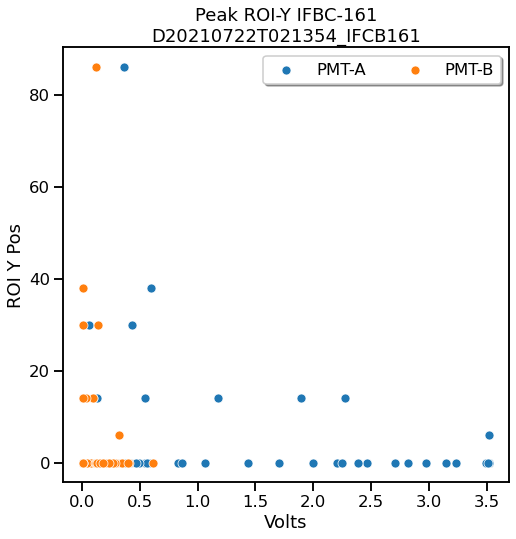 Peak ROI-Y IFBC-161
D20210722T021354_IFCB161
PMT-A PMT-B
ROI Y Pos
80
60
40
20
0
0.0 0.5 1.0 1.5 2.0 2.5 3.0 3.5
Volts